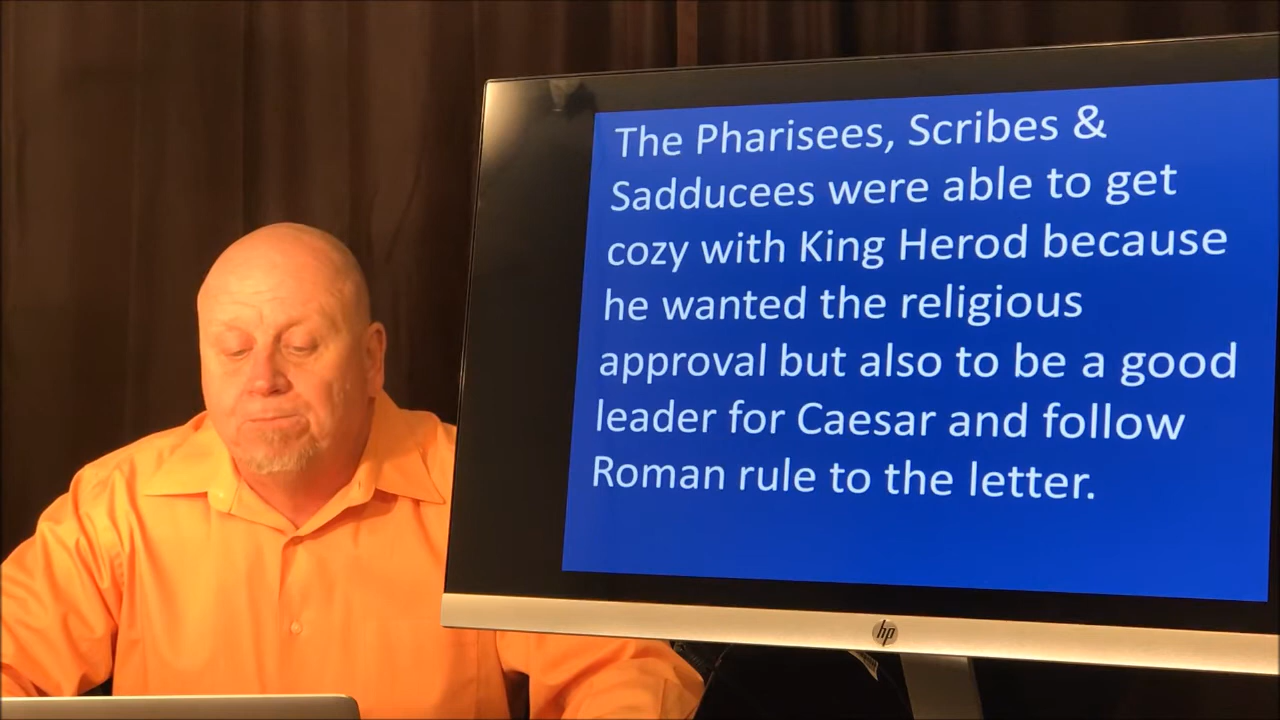 The Pharisees, Scribes &
Sadducees were able to get
cozy with King Herod because
he wanted the religious
approval but also to be a good
leader for Caesar and follow
Roman rule to the letter.
hp